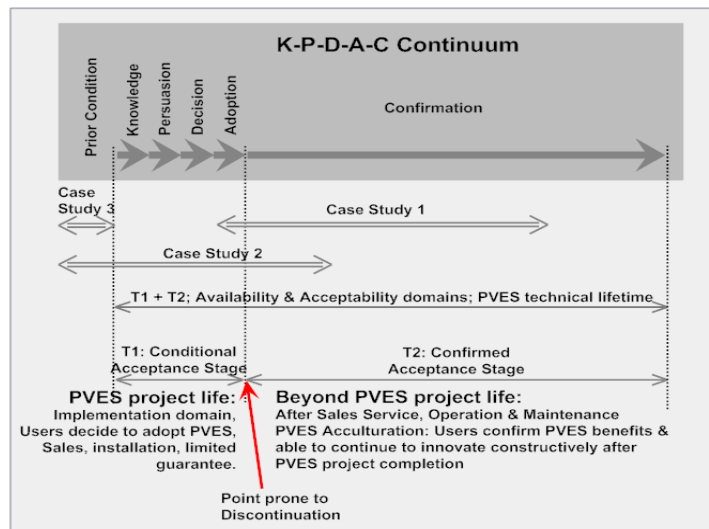 K-P-D-A-C Continuum
Prior Condition
Knowledge
Persuasion
Decision
Adoption
Confirmation
Case
Study 3
Case Study 1
Case Study 2
T1 + T2; Availability & Acceptability domains; PVES technical lifetime
T1: Conditional
Acceptance Stage
T2: Confirmed
Acceptance Stage
PVES project life:
Implementation domain,
Users decide to adopt PVES,
Sales, installation, limited
guarantee.
Beyond PVES project life:
After Sales Service, Operation & Maintenance
PVES Acculturation: Users confirm PVES benefits &
able to continue to innovate constructively after
PVES project completion
Point prone to
Discontinuation